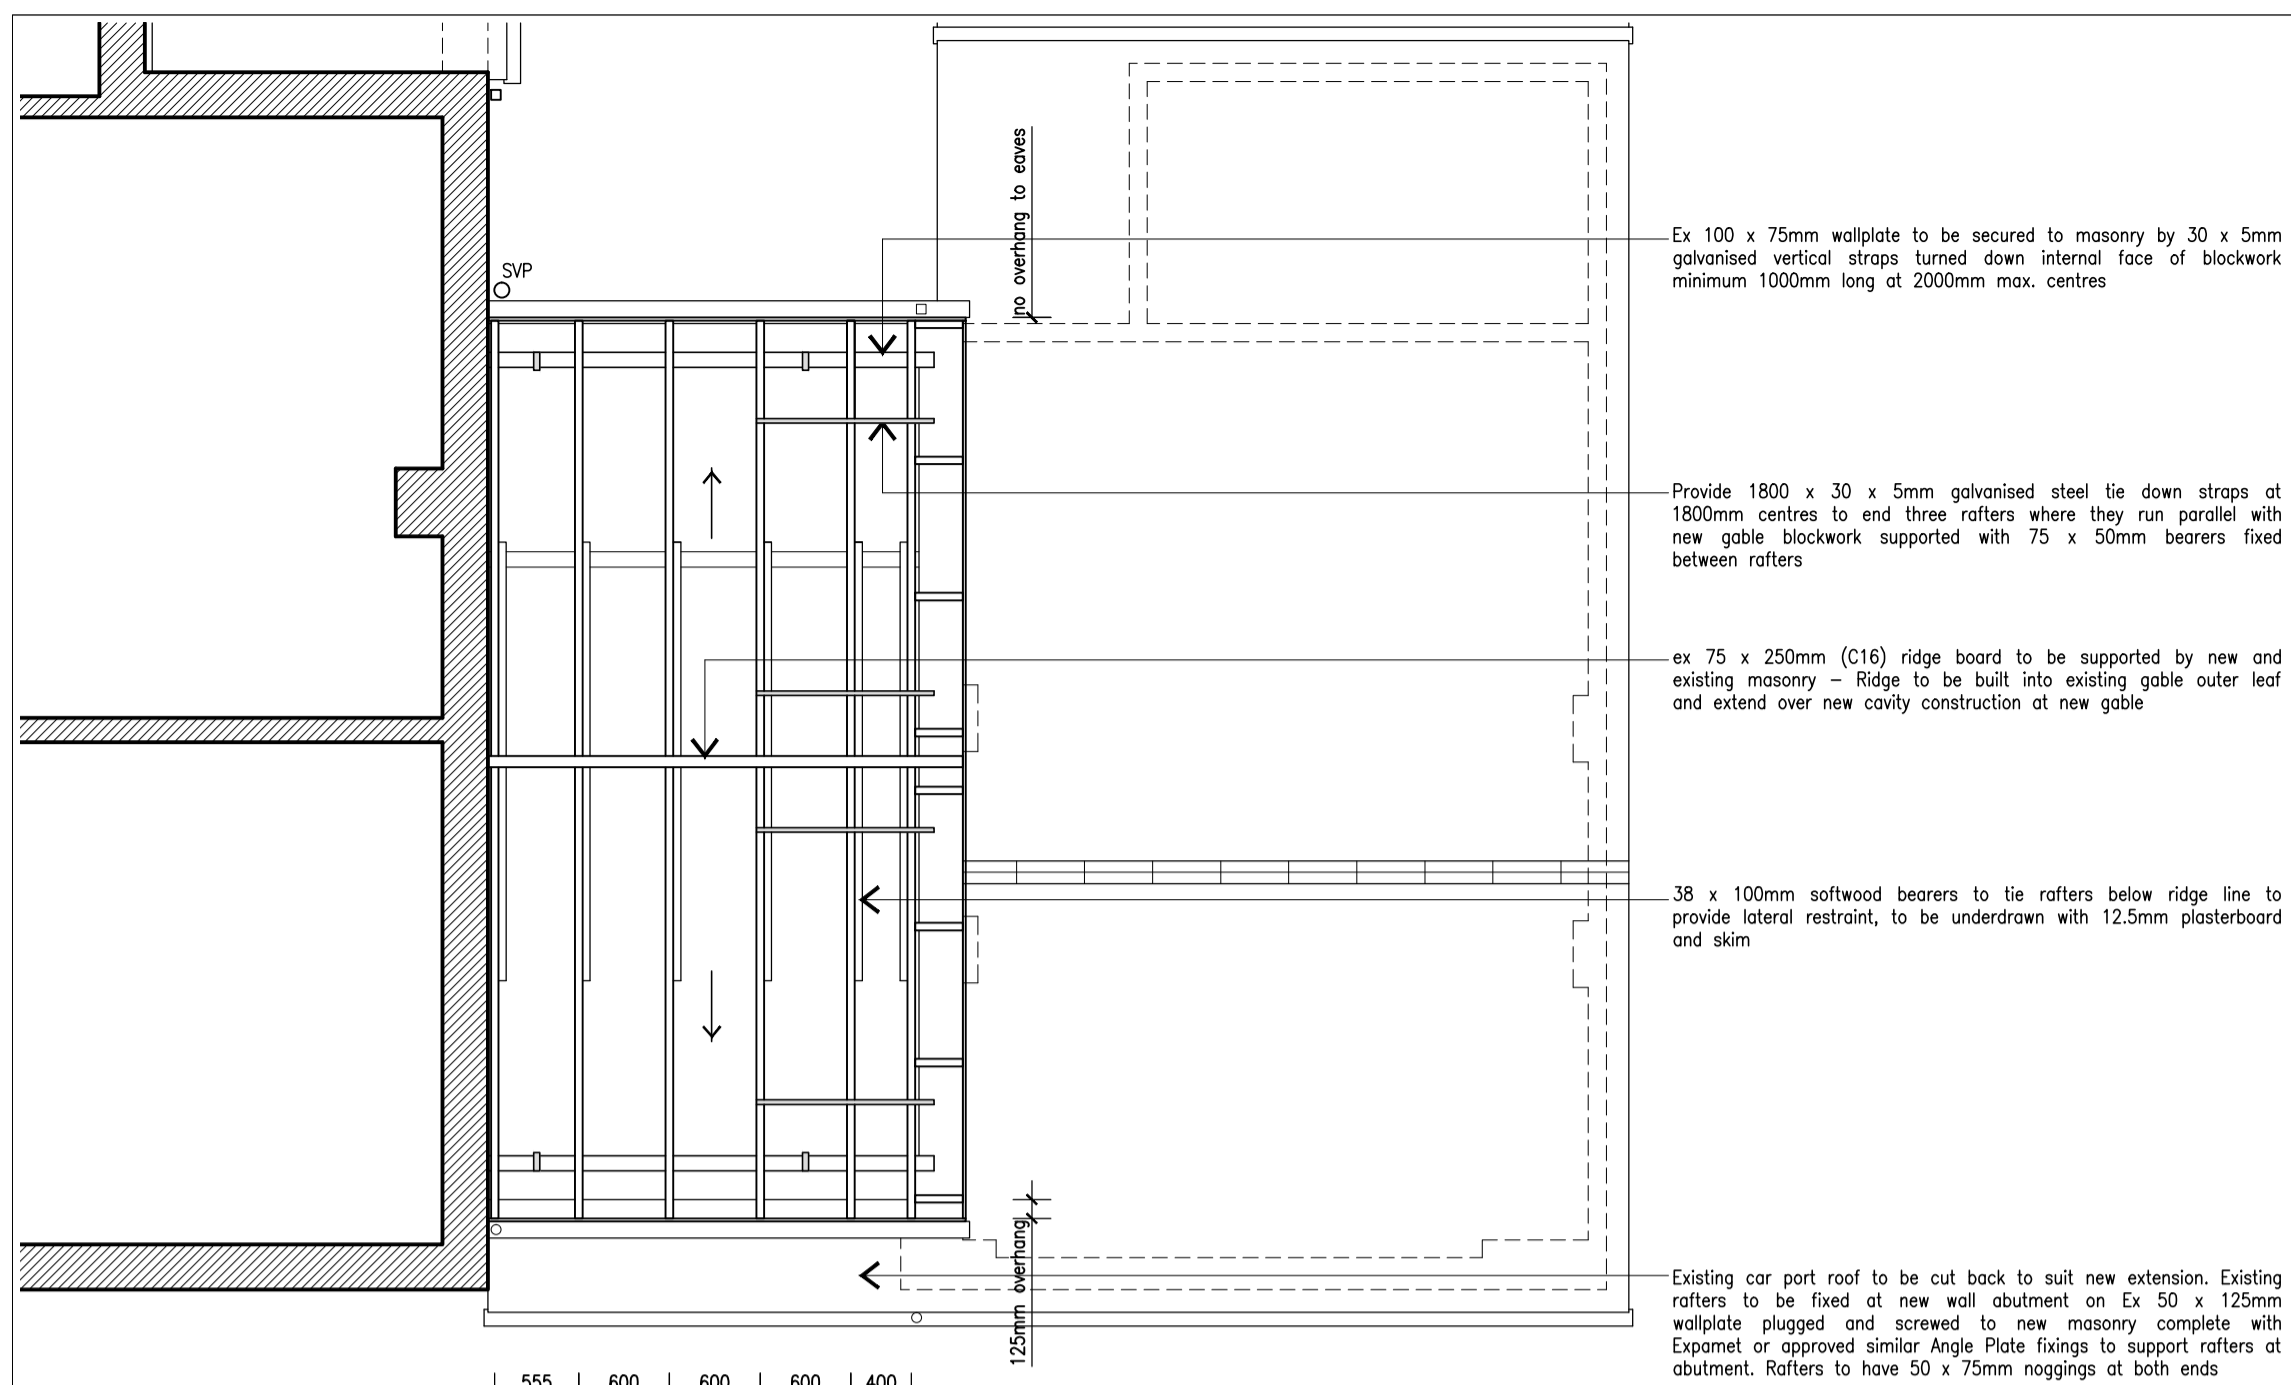 no overhang to eaves
SVP
Ex 100 x 75mm wallplate to be secured to masonry by 30 x 5mm
galvanised vertical straps turned down internal face of blockwork
minimum 1000mm long at 2000mm max. centres
Provide 1800 x 30 x 5mm galvanised steel tie down straps at
1800mm centres to end three rafters where they run parallel with
new gable blockwork supported with 75 x 50mm bearers fixed
between rafters
ex 75 x 250mm (C16) ridge board to be supported by new and
existing masonry – Ridge to be built into existing gable outer leaf
and extend over new cavity construction at new gable
38 x 100mm softwood bearers to tie rafters below ridge line to
provide lateral restraint, to be underdrawn with 12.5mm plasterboard
and skim
125mm overhang
Existing car port roof to be cut back to suit new extension. Existing
rafters to be fixed at new wall abutment on Ex 50 x 125mm
wallplate plugged and screwed to new masonry complete with
Expamet or approved similar Angle Plate fixings to support rafters at
abutment. Rafters to have 50 x 75mm noggings at both ends
555 600 600 600 400